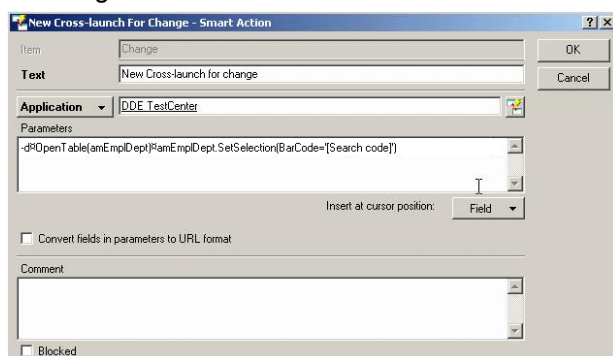 New Cross-launch For Change - Smart Action
Item Change OK
Text New Cross-launch for change Cancel
Application DDE TestCenter
Parameters
-d¤OpenTable(amEmplDept)¤amEmplDept.SetSelection(BarCode='[Search code]')
Insert at cursor position: Field
Convert fields in parameters to URL format
Comment
Blocked